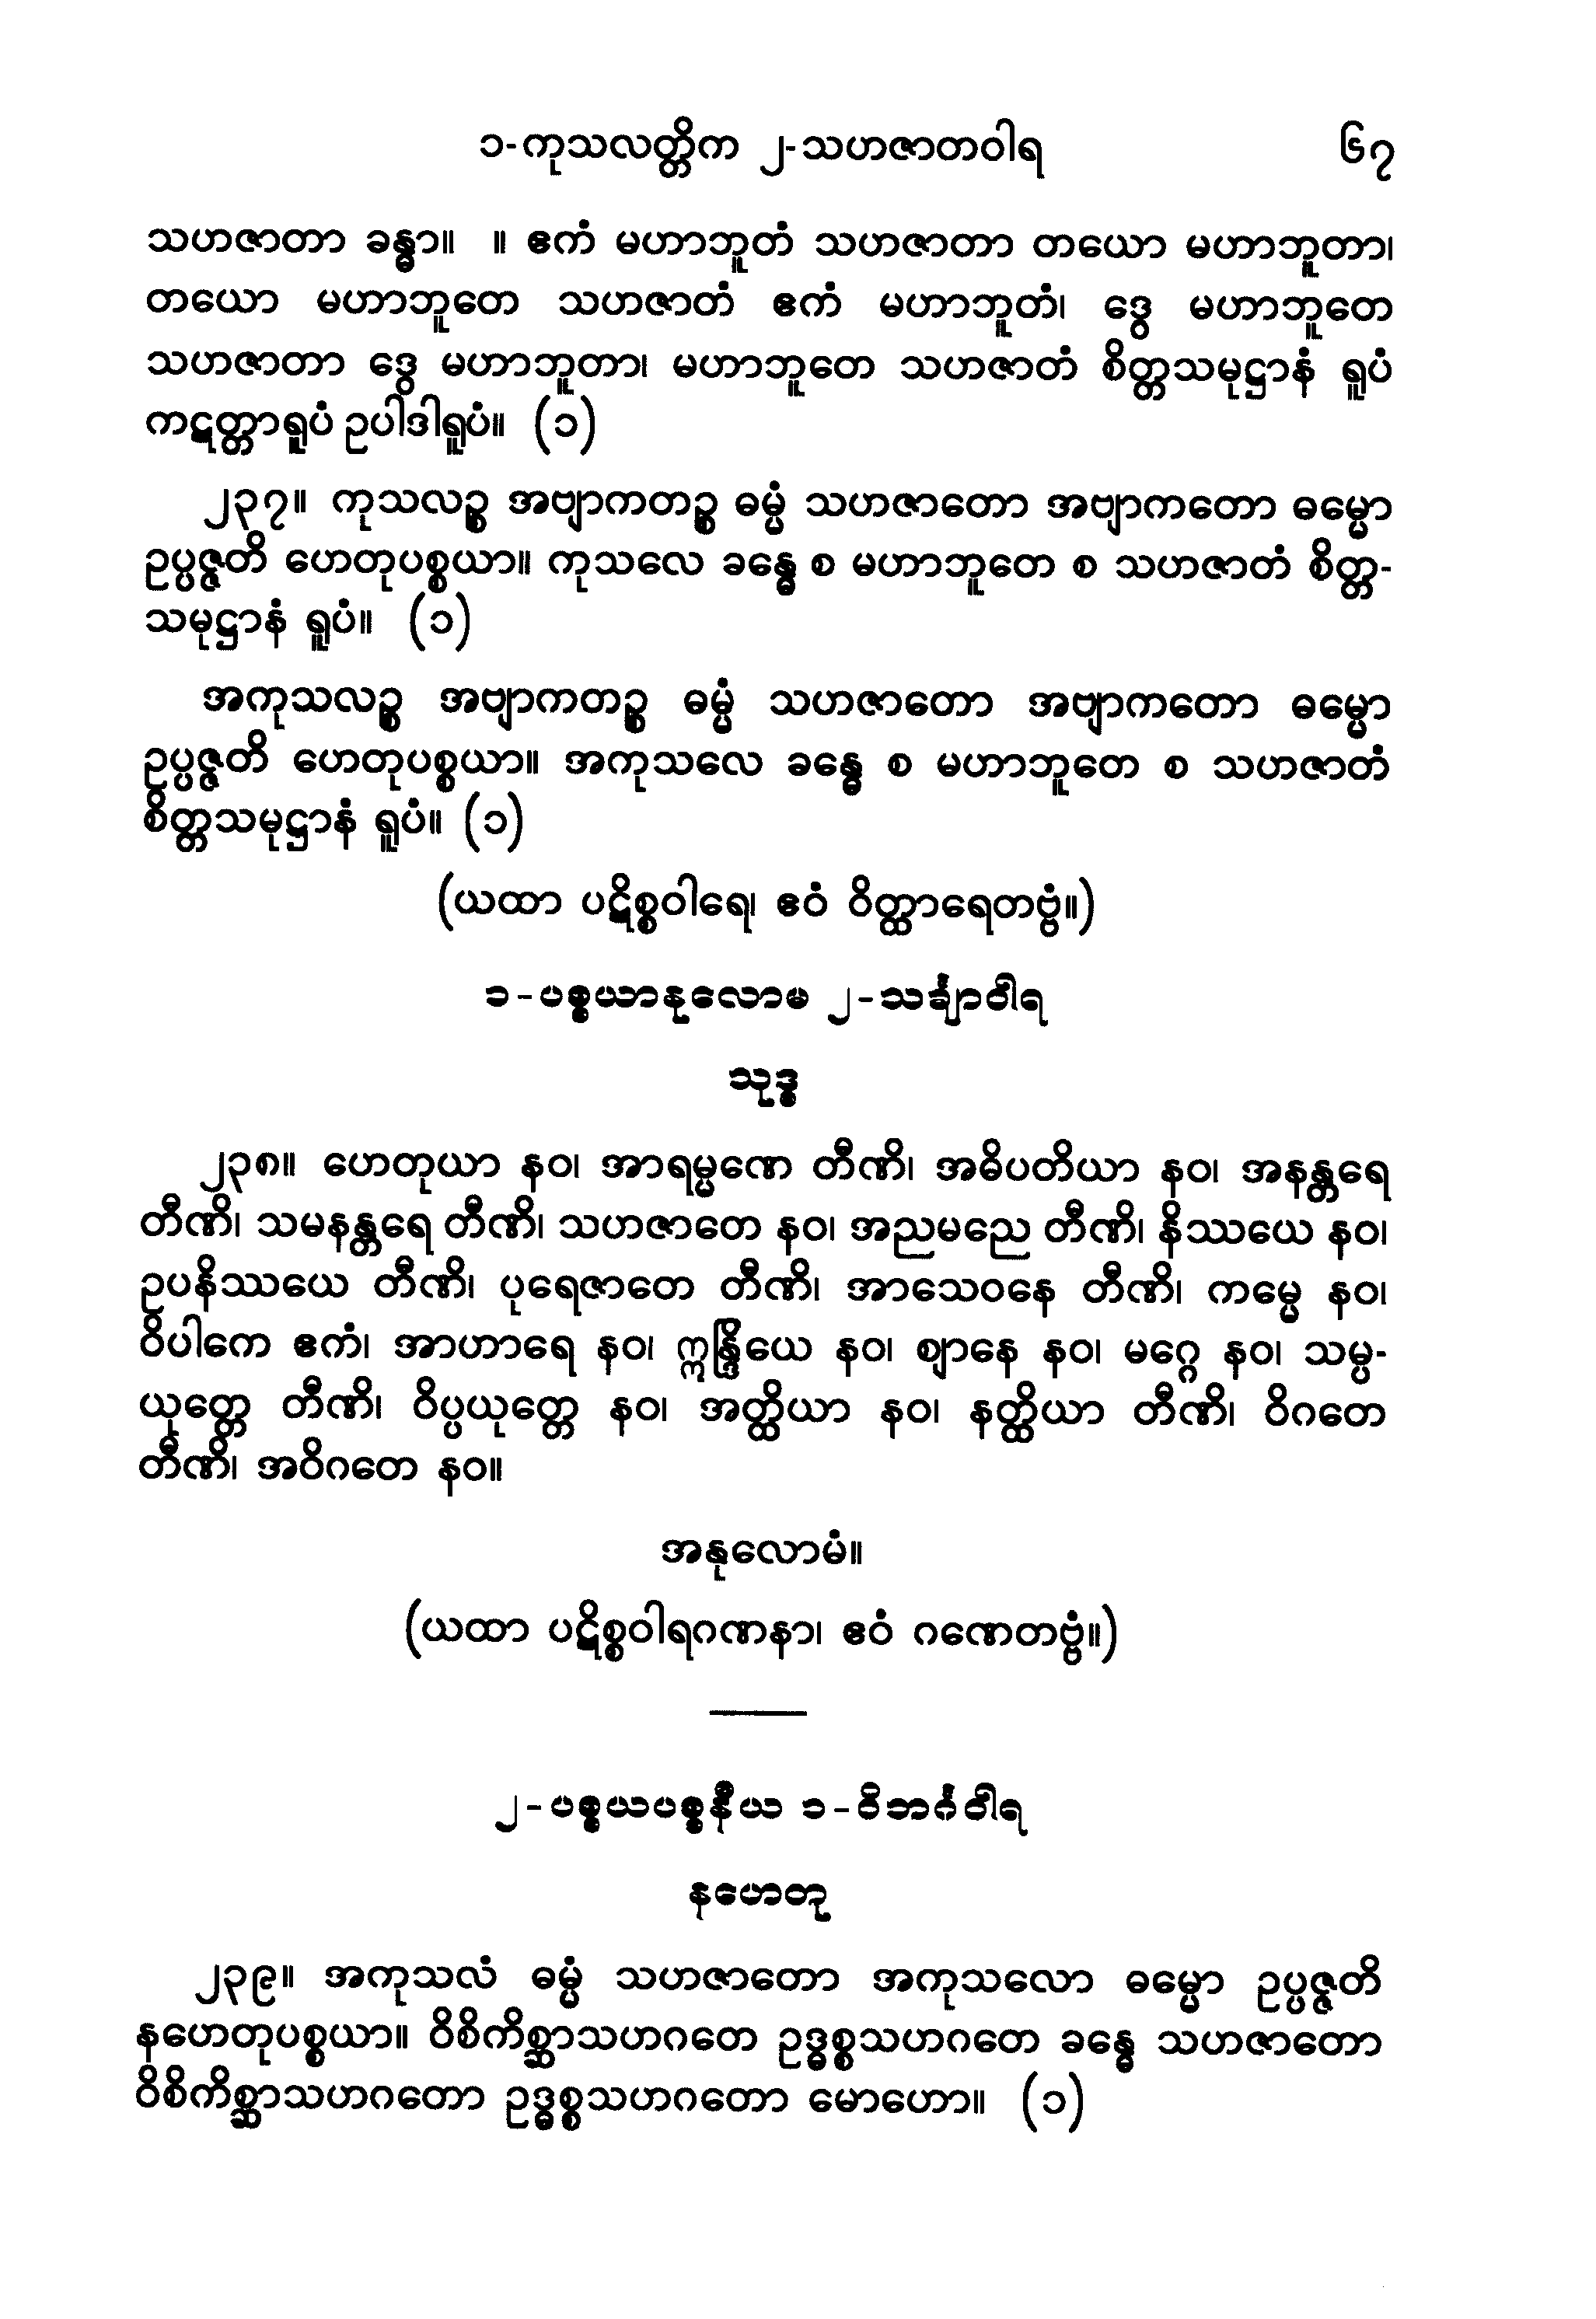 ၁-ကုသလတ္တိက ၂-သဟဇာတဝါရ ၆၇
သဟဇာတာ ခန္ဓာ။ ။ ဧကံ မဟာဘူတံ သဟဇာတာ တယော မဟာဘူတာ၊
တယော မဟာဘူတေ သဟဇာတံ ဧကံ မဟာဘူတံ၊ ဒွေ မဟာဘူတေ
သဟဇာတာ ဒွေ မဟာဘူတာ၊ မဟာဘူတေ သဟဇာတံ စိတ္တသမုဋ္ဌာနံ ရူပံ
ကဋတ္တာရူပံ ဥပါဒါရူပံ။ (၁)
၂၃၇။ ကုသလဉ္စ အဗျာကတဉ္စ ဓမ္မံ သဟဇာတော အဗျာကတော ဓမ္မော
ဥပ္ပဇ္ဇတိ ဟေတုပစ္စယာ။ ကုသလေ ခန္ဓေ စ မဟာဘူတေ စ သဟဇာတံ စိတ္တ-
သမုဋ္ဌာနံ ရူပံ။ (၁)
အကုသလဉ္စ အဗျာကတဉ္စ ဓမ္မံ သဟဇာတော အဗျာကတော ဓမ္မော
ဥပ္ပဇ္ဇတိ ဟေတုပစ္စယာ။ အကုသလေ ခန္ဓေ စ မဟာဘူတေ စ သဟဇာတံ
စိတ္တသမုဋ္ဌာနံ ရူပံ။ (၁)
(ယထာ ပဋိစ္စဝါရေ၊ ဧဝံ ဝိတ္ထာရေတဗ္ဗံ။)
၁-ပစ္စယာနုလောမ ၂-သင်္ချာဝါရ
သုဒ္ဓ
၂၃၈။ ဟေတုယာ နဝ၊ အာရမ္မဏေ တီဏိ၊ အဓိပတိယာ နဝ၊ အနန္တရေ
တီဏိ၊ သမနန္တရေ တီဏိ၊ သဟဇာတေ နဝ၊ အညမညေ တီဏိ၊ နိဿယေ နဝ၊
ဥပနိဿယေ တီဏိ၊ ပုရေဇာတေ တီဏိ၊ အာသေဝနေ တီဏိ၊ ကမ္မေ နဝ၊
ဝိပါကေ ဧကံ၊ အာဟာရေ နဝ၊ ဣန္ဒြိယေ နဝ၊ ဈာနေ နဝ၊ မဂ္ဂေ နဝ၊ သမ္ပ-
ယုတ္တေ တီဏိ၊ ဝိပ္ပယုတ္တေ နဝ၊ အတ္ထိယာ နဝ၊ နတ္ထိယာ တီဏိ၊ ဝိဂတေ
တီဏိ၊ အဝိဂတေ နဝ။
အနုလောမံ။
(ယထာ ပဋိစ္စဝါရဂဏနာ၊ ဧဝံ ဂဏေတဗ္ဗံ။)
၂-ပစ္စယပစ္စနီယ ၁-ဝိဘင်္ဂဝါရ
နဟေတု
၂၃၉။ အကုသလံ ဓမ္မံ သဟဇာတော အကုသလော ဓမ္မော ဥပ္ပဇ္ဇတိ
နဟေတုပစ္စယာ။ ဝိစိကိစ္ဆာသဟဂတေ ဥဒ္ဓစ္စသဟဂတေ ခန္ဓေ သဟဇာတော
ဝိစိကိစ္ဆာသဟဂတော ဥဒ္ဓစ္စသဟဂတော မောဟော။ (၁)